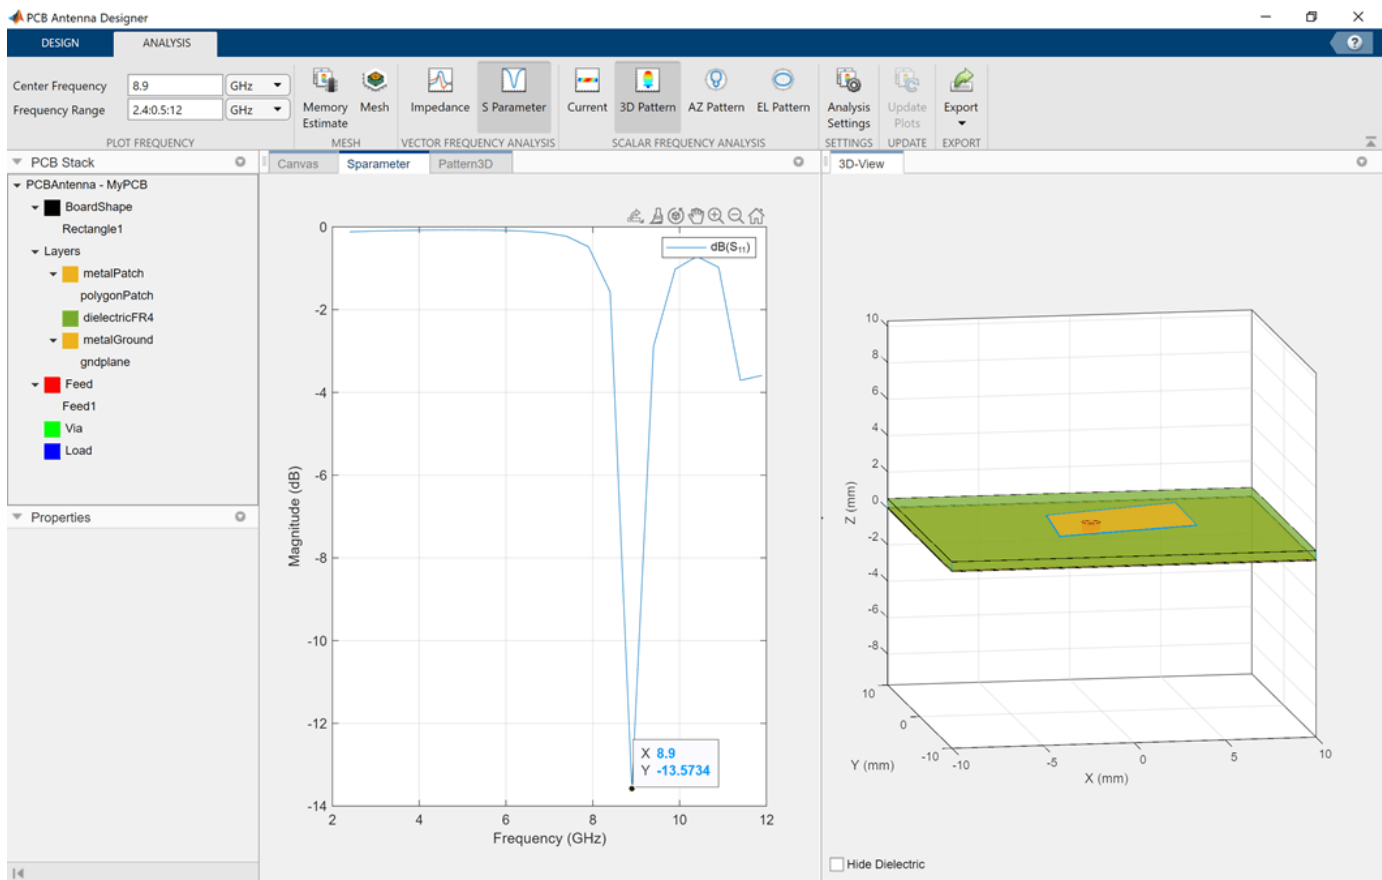 PCB Antenna Designer
DESIGN ANALYSIS
?
Center Frequency 8.9 GHz
Frequency Range 2.4:0.5:12 GHz
Memory Estimate
Mesh
Impedance
S Parameter
Current
3D Pattern
AZ Pattern
EL Pattern
Analysis Settings
Update Plots
Export
PLOT FREQUENCY
MESH
VECTOR FREQUENCY ANALYSIS
SCALAR FREQUENCY ANALYSIS
SETTINGS
UPDATE
EXPORT
PCB Stack
PCBAntenna - MyPCB
BoardShape
Rectangle1
Layers
metalPatch
polygonPatch
dielectricFR4
metalGround
gndplane
Feed
Feed1
Via
Load
Properties
Canvas
Sparameter
Pattern3D
dB(S11)
0
-2
-4
-6
-8
-10
-12
-14
Magnitude (dB)
X 8.9
Y -13.5734
2 4 6 8 10 12
Frequency (GHz)
3D-View
10
8
6
4
2
0
-2
-4
-6
-8
Z (mm)
10
0
-10
Y (mm)
-10
-5
0
5
10
X (mm)
Hide Dielectric